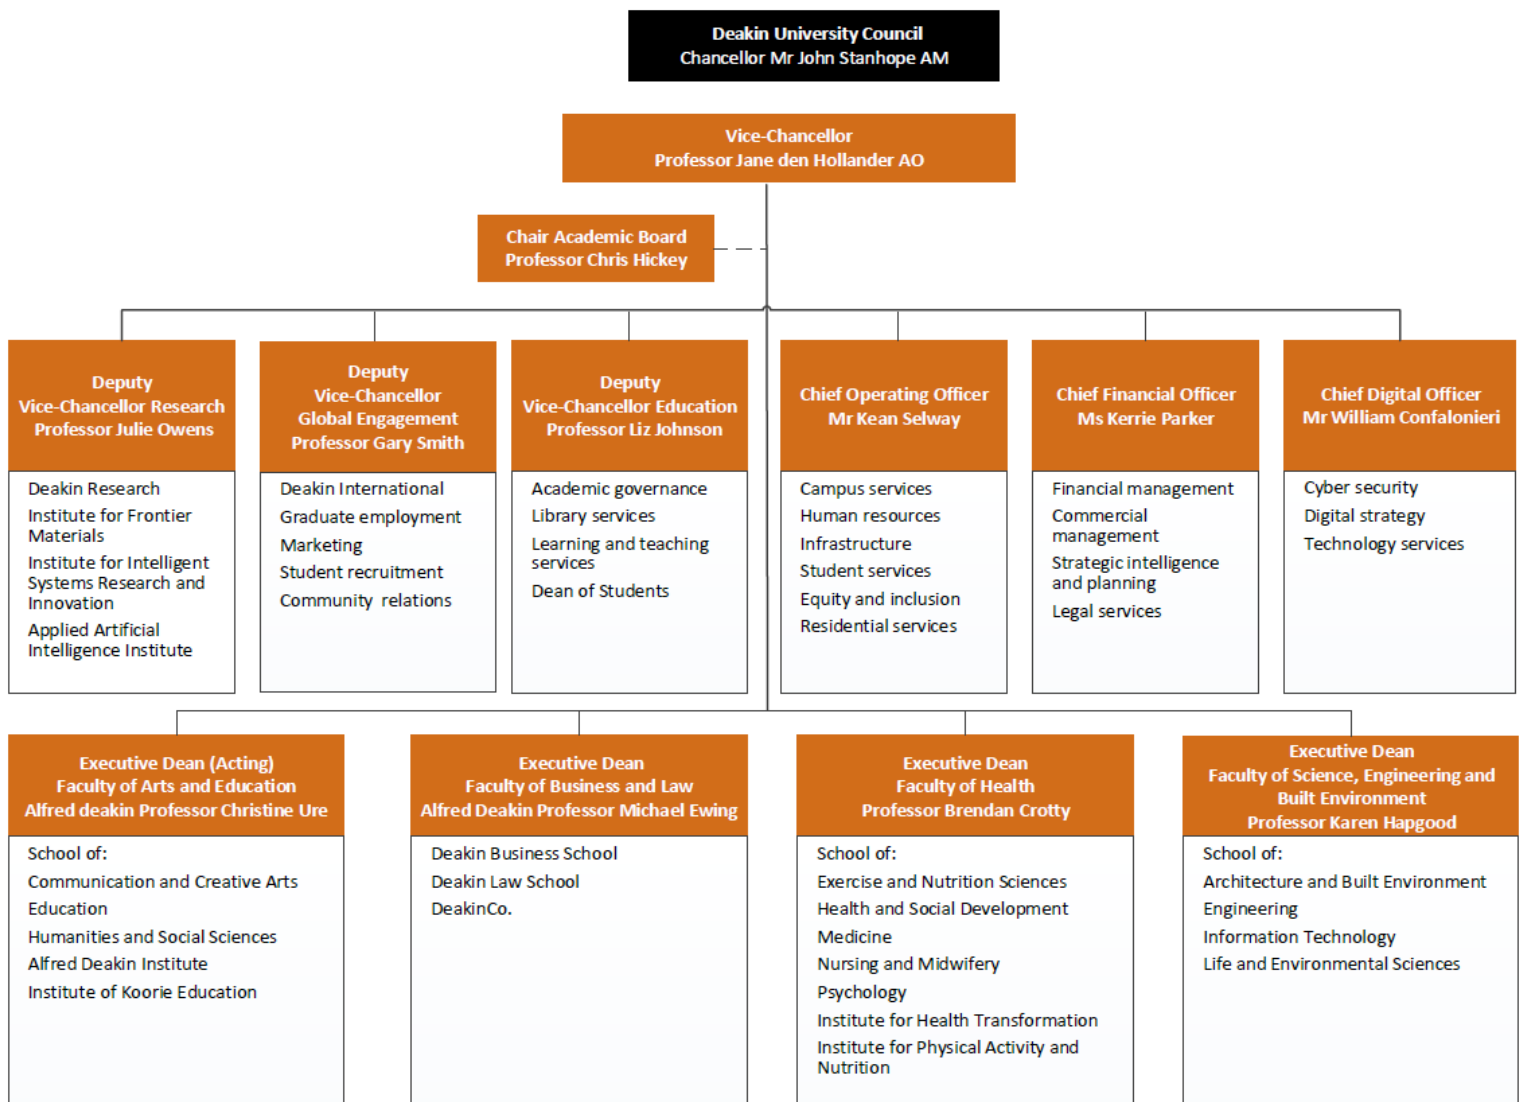 Deakin University Council
Chancellor Mr John Stanhope AM
Vice-Chancellor
Professor Jane den Hollander AO
Chair Academic Board
Professor Chris Hickey
Deputy
Vice-Chancellor Research
Professor Julie Owens
Deakin Research
Institute for Frontier
Materials
Institute for Intelligent
Systems Research and
Innovation
Applied Artificial
Intelligence Institute
Deputy
Vice-Chancellor
Global Engagement
Professor Gary Smith
Deakin International
Graduate employment
Marketing
Student recruitment
Community relations
Deputy
Vice-Chancellor Education
Professor Liz Johnson
Academic governance
Library services
Learning and teaching
services
Dean of Students
Chief Operating Officer
Mr Kean Selway
Campus services
Human resources
Infrastructure
Student services
Equity and inclusion
Residential services
Chief Financial Officer
Ms Kerrie Parker
Financial management
Commercial
management
Strategic intelligence
and planning
Legal services
Chief Digital Officer
Mr William Confalonieri
Cyber security
Digital strategy
Technology services
Executive Dean (Acting)
Faculty of Arts and Education
Alfred deakin Professor Christine Ure
School of:
Communication and Creative Arts
Education
Humanities and Social Sciences
Alfred Deakin Institute
Institute of Koorie Education
Executive Dean
Faculty of Business and Law
Alfred Deakin Professor Michael Ewing
Deakin Business School
Deakin Law School
DeakinCo.
Executive Dean
Faculty of Health
Professor Brendan Crotty
School of:
Exercise and Nutrition Sciences
Health and Social Development
Medicine
Nursing and Midwifery
Psychology
Institute for Health Transformation
Institute for Physical Activity and
Nutrition
Executive Dean
Faculty of Science, Engineering and
Built Environment
Professor Karen Hapgood
School of:
Architecture and Built Environment
Engineering
Information Technology
Life and Environmental Sciences